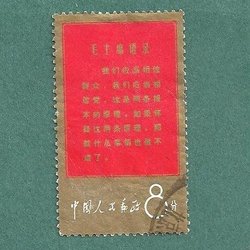 毛主席语录
我们应当相信
群众，我们应当相
信党，这是两条根
本的原理。如果怀
疑这两条原理，那
就什么事情也做不
成了。
中国人民邮政 8分